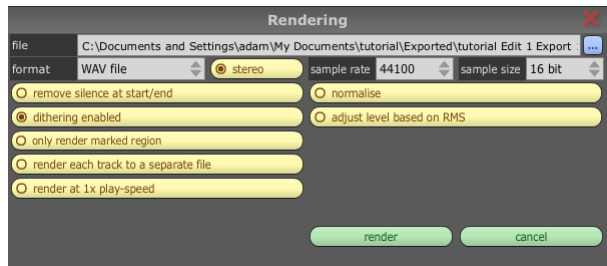 Rendering
file C:\Documents and Settings\adam\My Documents\tutorial\Exported\tutorial Edit 1 Export ...
format WAV file stereo sample rate 44100 sample size 16 bit
remove silence at start/end normalise
dithering enabled adjust level based on RMS
only render marked region
render each track to a separate file
render at 1x play-speed
render cancel